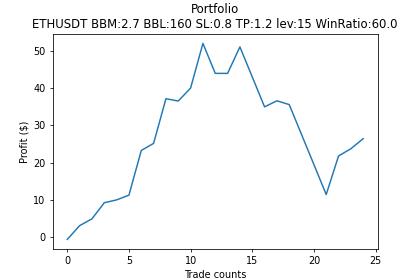 Portfolio
ETHUSDT BBM:2.7 BBL:160 SL:0.8 TP:1.2 lev:15 WinRatio:60.0
50
40
30
20
10
0
Profit ($)
0 5 10 15 20 25
Trade counts